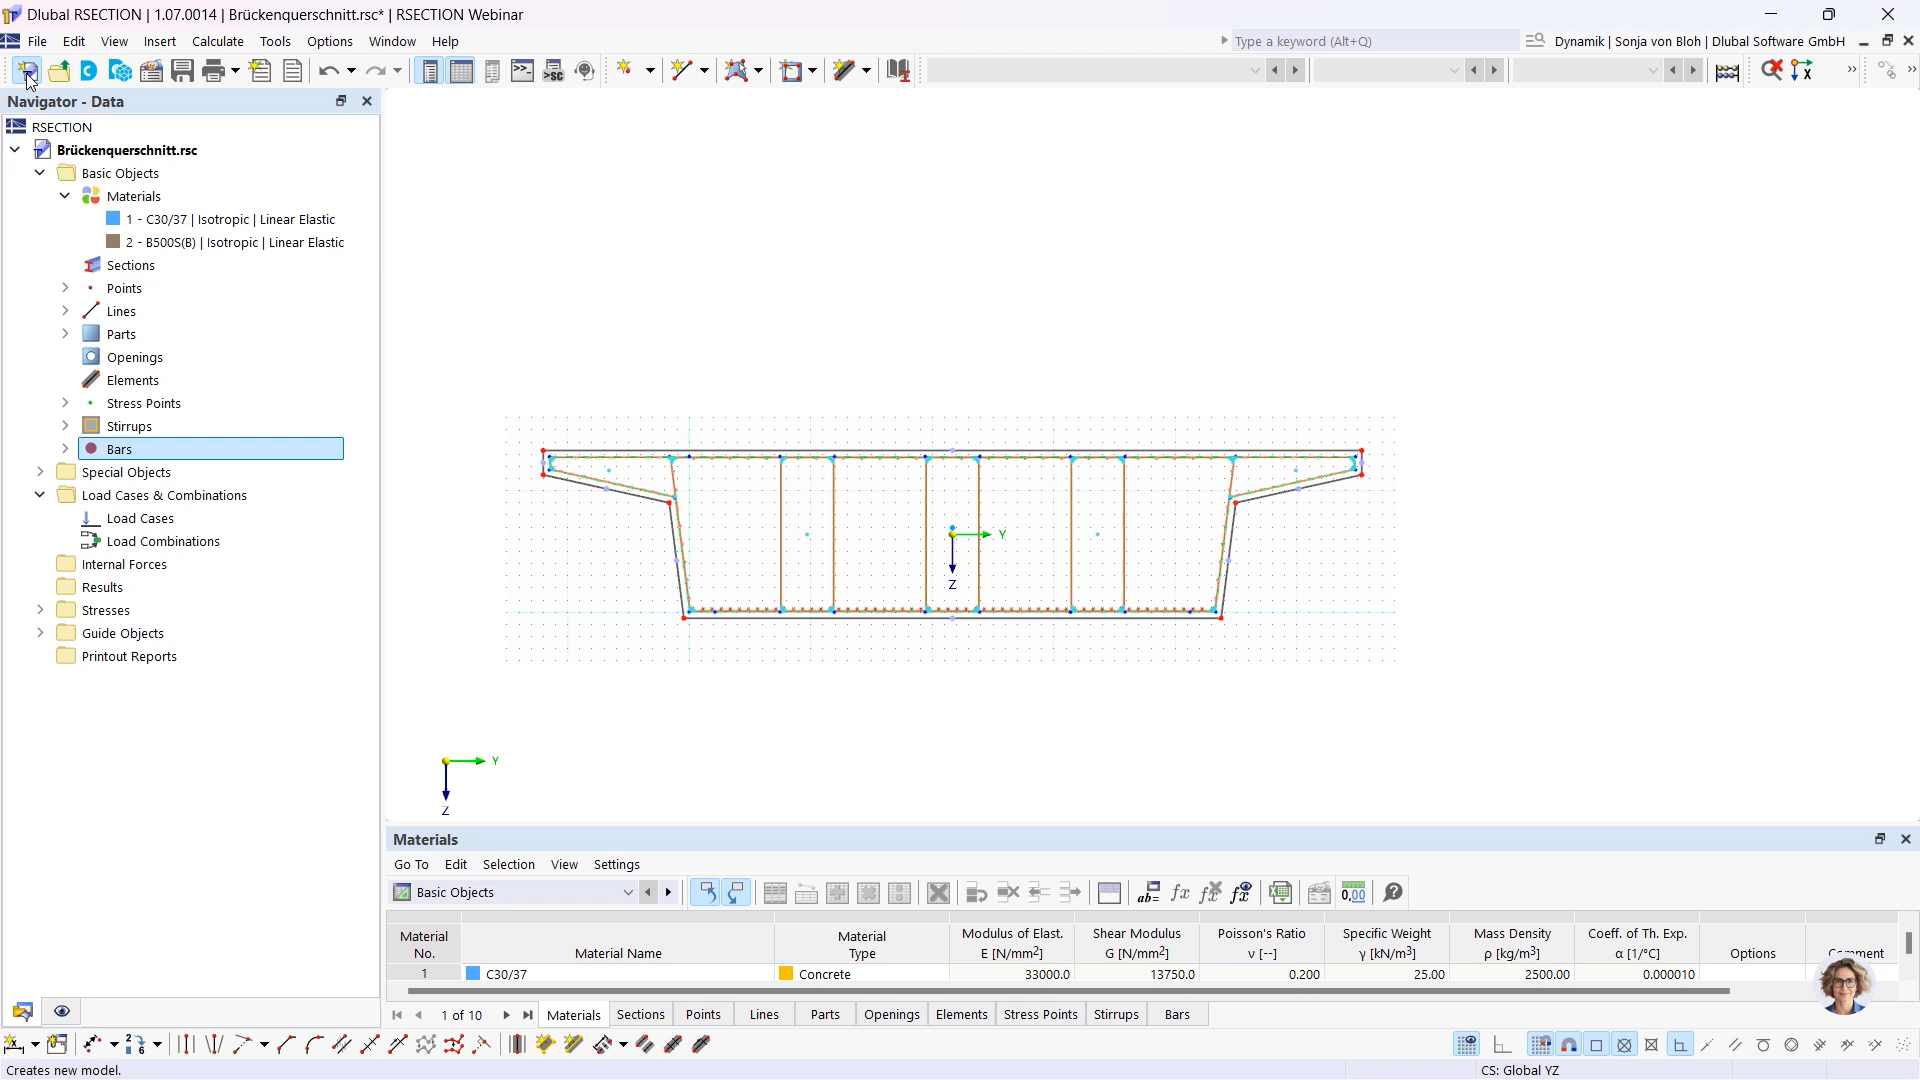 Dlubal RSECTION | 1.07.0014 | Brückenquerschnitt.rsc* | RSECTION Webinar
File Edit View Insert Calculate Tools Options Window Help
Type a keyword (Alt+Q)
Dynamik | Sonja von Bloh | Dlubal Software GmbH
Navigator - Data
RSECTION
Brückenquerschnitt.rsc
Basic Objects
Materials
1 - C30/37 | Isotropic | Linear Elastic
2 - B500S(B) | Isotropic | Linear Elastic
Sections
Points
Lines
Parts
Openings
Elements
Stress Points
Stirrups
Bars
Special Objects
Load Cases & Combinations
Load Cases
Load Combinations
Internal Forces
Results
Stresses
Guide Objects
Printout Reports
Y
Z
Y
Z
Materials
Go To Edit Selection View Settings
Basic Objects
Material No. Material Name Material Type Modulus of Elast. E [N/mm2] Shear Modulus G [N/mm2] Poisson's Ratio ν [--] Specific Weight γ [kN/m3] Mass Density ρ [kg/m3] Coeff. of Th. Exp. α [1/°C] Options
1 C30/37 Concrete 33000.0 13750.0 0.200 25.00 2500.00 0.000010
1 of 10 Materials Sections Points Lines Parts Openings Elements Stress Points Stirrups Bars
Creates new model.
CS: Global YZ